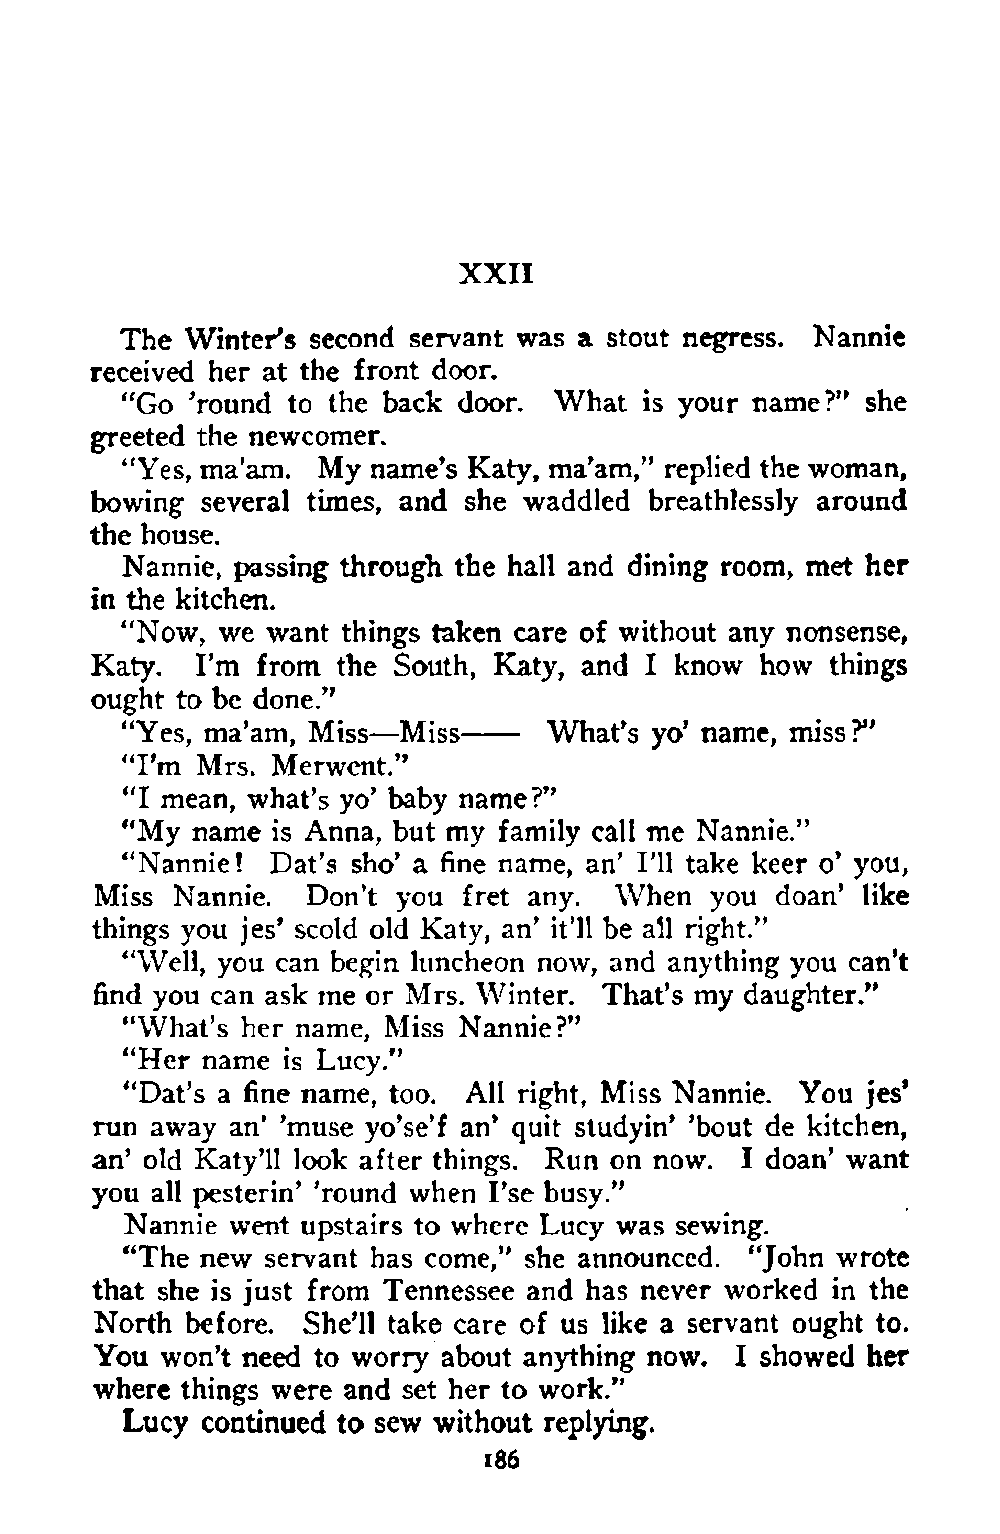 XXII
The Winter's second servant was a stout negress. Nannie
received her at the front door.
“Go ’round to the back door. What is your name?” she
greeted the newcomer.
“Yes, ma'am. My name’s Katy, ma’am,” replied the woman,
bowing several times, and she waddled breathlessly around
the house.
Nannie, passing through the hall and dining room, met her
in the kitchen.
“Now, we want things taken care of without any nonsense,
Katy. I’m from the South, Katy, and I know how things
ought to be done.”
“Yes, ma’am, Miss—Miss—— What’s yo’ name, miss?”
“I’m Mrs. Merwent.”
“I mean, what’s yo’ baby name?”
“My name is Anna, but my family call me Nannie.”
“Nannie! Dat’s sho’ a fine name, an’ I’ll take keer o’ you,
Miss Nannie. Don’t you fret any. When you doan’ like
things you jes’ scold old Katy, an’ it’ll be all right.”
“Well, you can begin luncheon now, and anything you can’t
find you can ask me or Mrs. Winter. That’s my daughter.”
“What’s her name, Miss Nannie?”
“Her name is Lucy.”
“Dat’s a fine name, too. All right, Miss Nannie. You jes’
run away an’ ’muse yo’se’f an’ quit studyin’ ’bout de kitchen,
an’ old Katy’ll look after things. Run on now. I doan’ want
you all pesterin’ ’round when I’se busy.”
Nannie went upstairs to where Lucy was sewing.
“The new servant has come,” she announced. “John wrote
that she is just from Tennessee and has never worked in the
North before. She’ll take care of us like a servant ought to.
You won’t need to worry about anything now. I showed her
where things were and set her to work.”
Lucy continued to sew without replying.
186